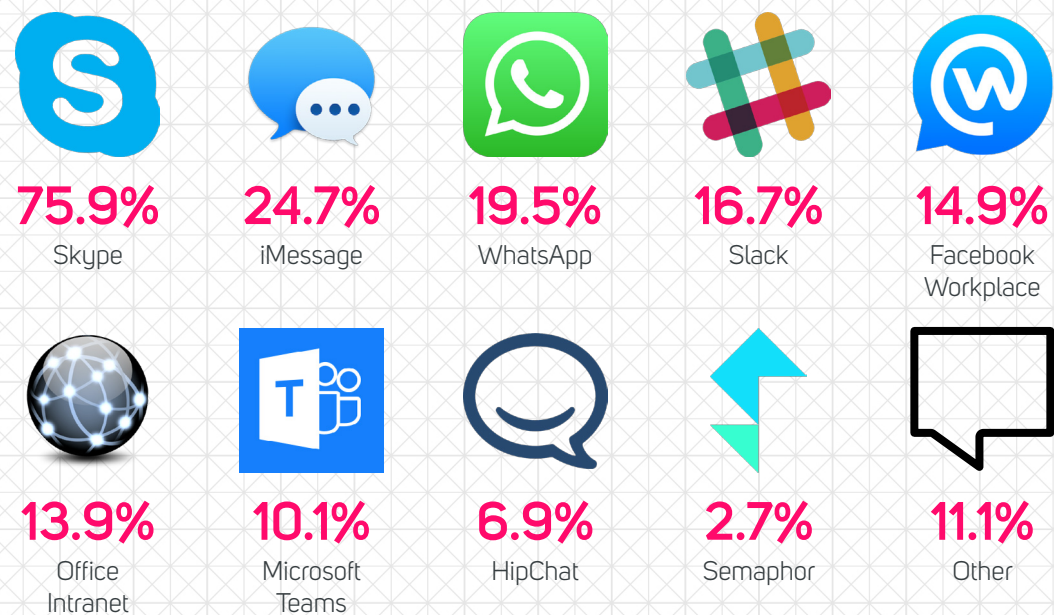 75.9%
Skype
24.7%
iMessage
19.5%
WhatsApp
16.7%
Slack
14.9%
Facebook
Workplace
13.9%
Office
Intranet
T
10.1%
Microsoft
Teams
6.9%
HipChat
2.7%
Semaphor
11.1%
Other